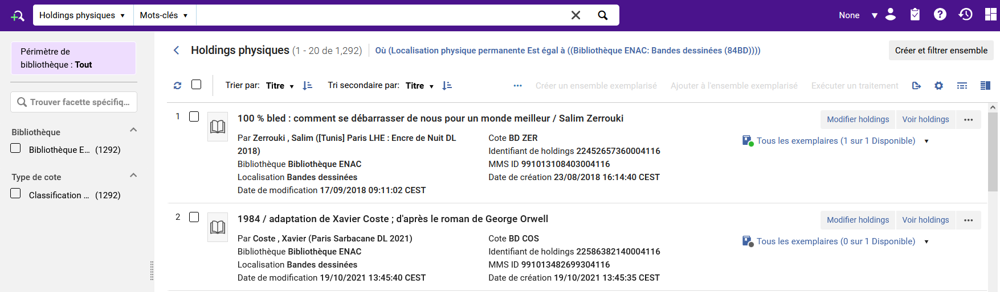 Holdings physiques ▼ Mots-clés ▼
None ▼
Périmètre de
bibliothèque : Tout
Trouver facette spécifiq...
Bibliothèque
Bibliothèque E... (1292)
Type de cote
Classification ... (1292)
Holdings physiques (1 - 20 de 1,292) Où (Localisation physique permanente Est égal à ((Bibliothèque ENAC: Bandes dessinées (84BD))))
Créer et filtrer ensemble
Trier par: Titre ▼ Tri secondaire par: Titre ▼ ••• Créer un ensemble exemplarisé Ajouter à l'ensemble exemplarisé Exécuter un traitement
1 100 % bled : comment se débarrasser de nous pour un monde meilleur / Salim Zerrouki
Modifier holdings Voir holdings •••
Par Zerrouki , Salim ([Tunis] Paris LHE : Encre de Nuit DL
2018)
Bibliothèque Bibliothèque ENAC
Localisation Bandes dessinées
Date de modification 17/09/2018 09:11:02 CEST
Cote BD ZER
Identifiant de holdings 22452657360004116
MMS ID 991013108403004116
Date de création 23/08/2018 16:14:40 CEST
Tous les exemplaires (1 sur 1 Disponible) ▼
2 1984 / adaptation de Xavier Coste ; d'après le roman de George Orwell
Modifier holdings Voir holdings •••
Par Coste , Xavier (Paris Sarbacane DL 2021)
Bibliothèque Bibliothèque ENAC
Localisation Bandes dessinées
Date de modification 19/10/2021 13:45:40 CEST
Cote BD COS
Identifiant de holdings 22586382140004116
MMS ID 991013482699304116
Date de création 19/10/2021 13:45:35 CEST
Tous les exemplaires (0 sur 1 Disponible) ▼